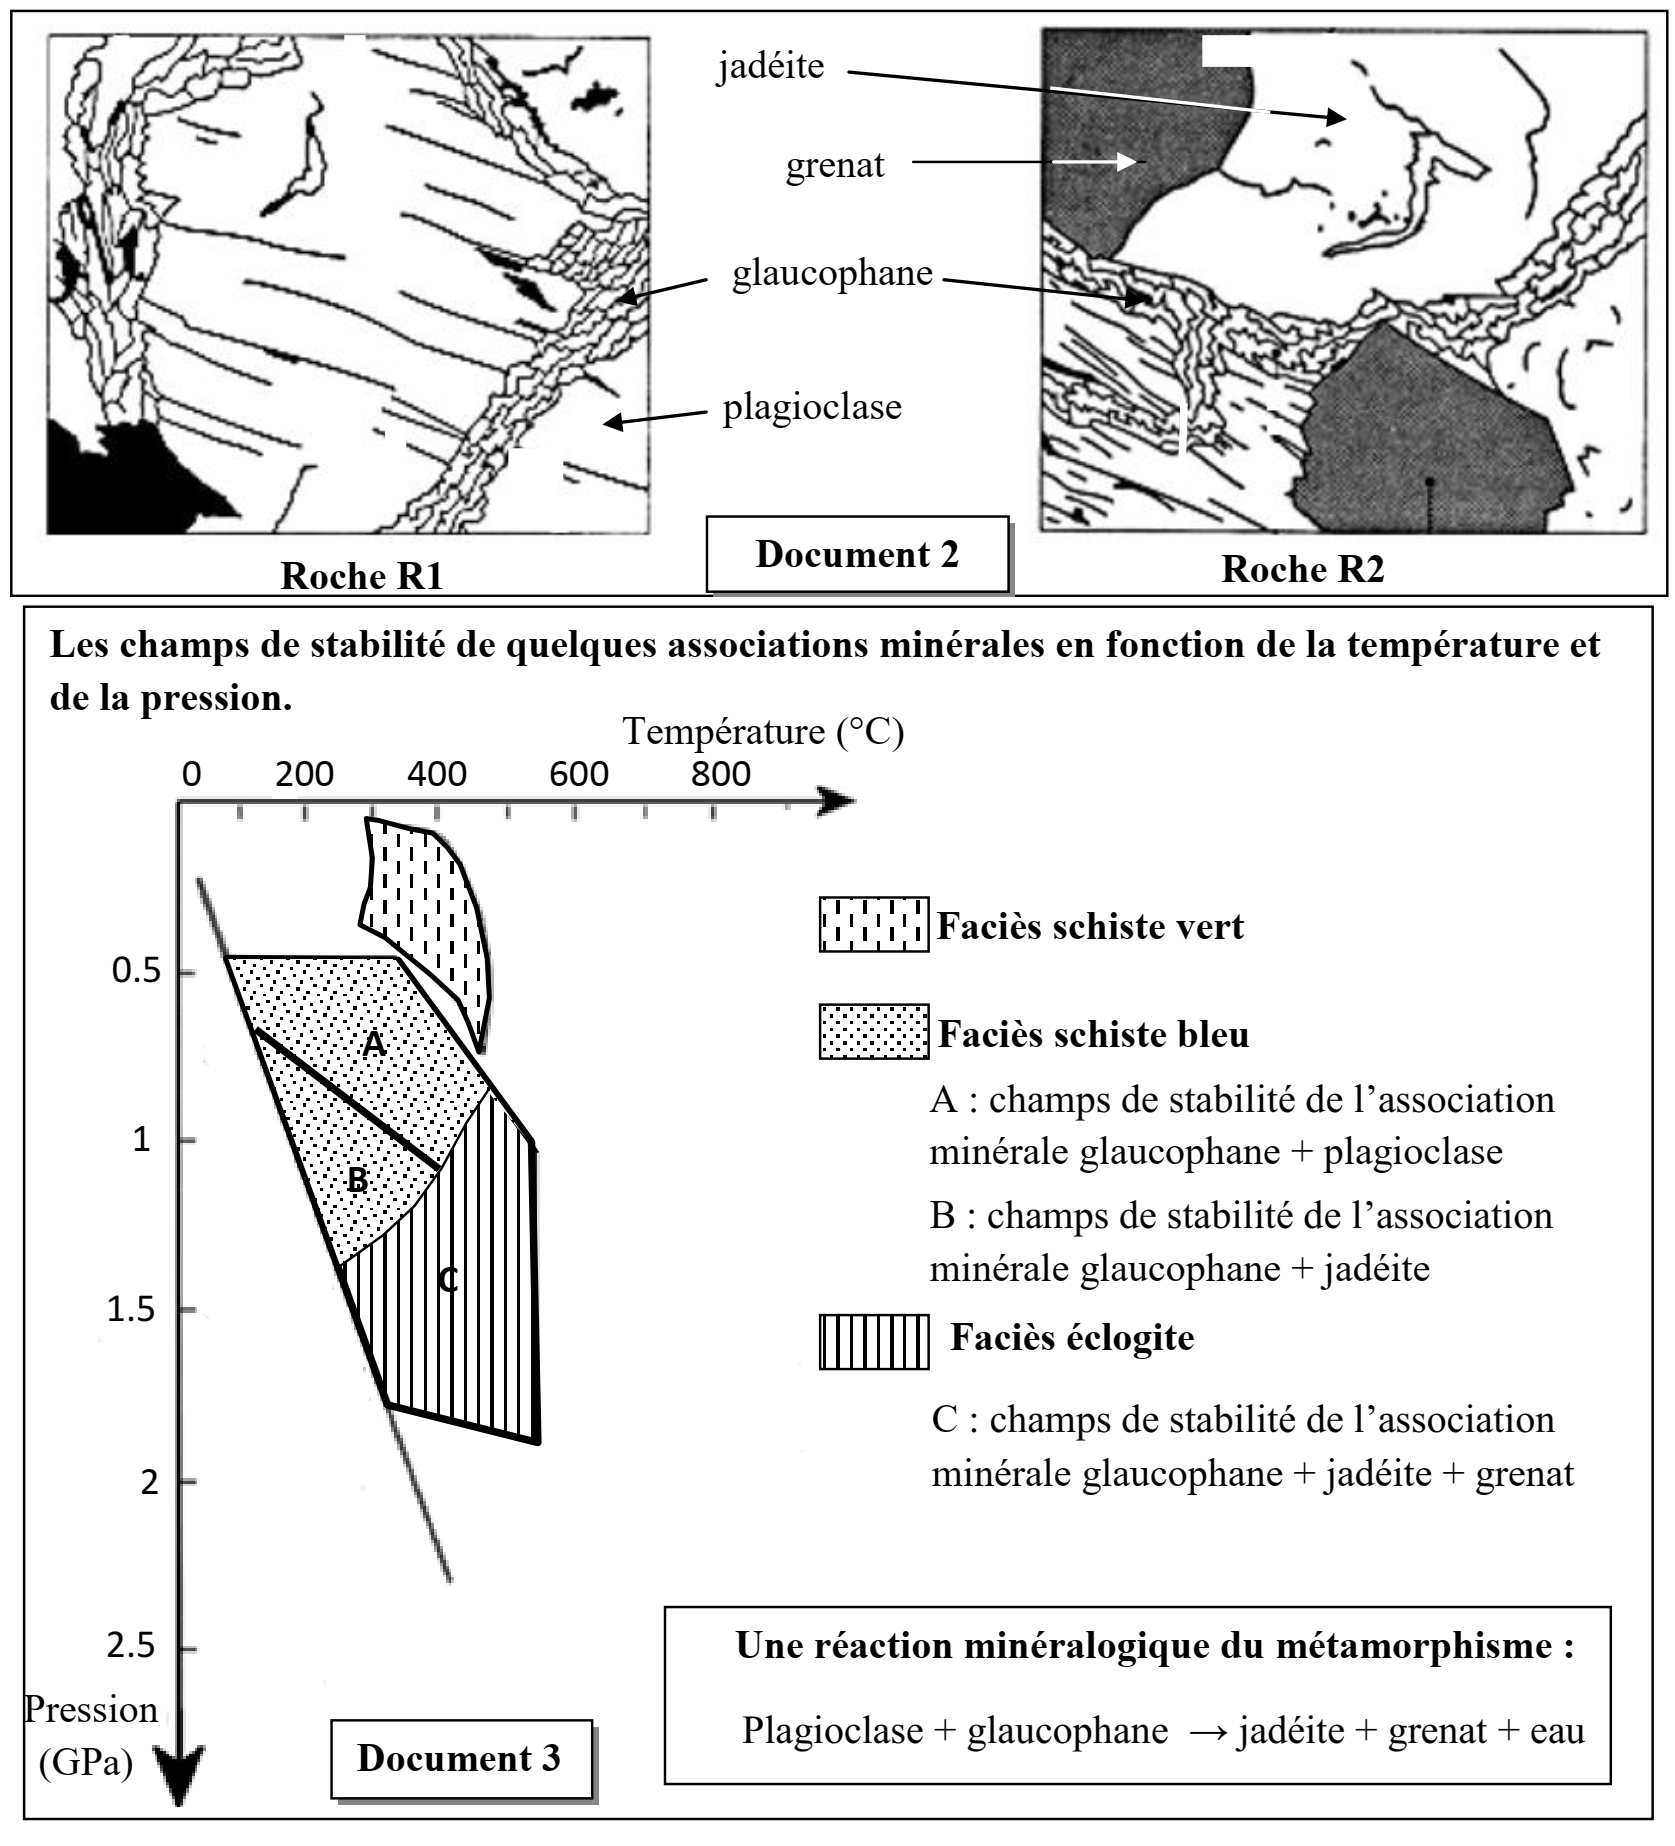 jadéite
grenat
glaucophane
plagioclase
Document 2
Roche R1
Roche R2
Les champs de stabilité de quelques associations minérales en fonction de la température et
de la pression.
Température (°C)
0 200 400 600 800
0.5
1
1.5
2
2.5
Pression
(GPa)
A
B
C
Faciès schiste vert
Faciès schiste bleu
A : champs de stabilité de l’association
minérale glaucophane + plagioclase
B : champs de stabilité de l’association
minérale glaucophane + jadéite
Faciès éclogite
C : champs de stabilité de l’association
minérale glaucophane + jadéite + grenat
Une réaction minéralogique du métamorphisme :
Plagioclase + glaucophane → jadéite + grenat + eau
Document 3